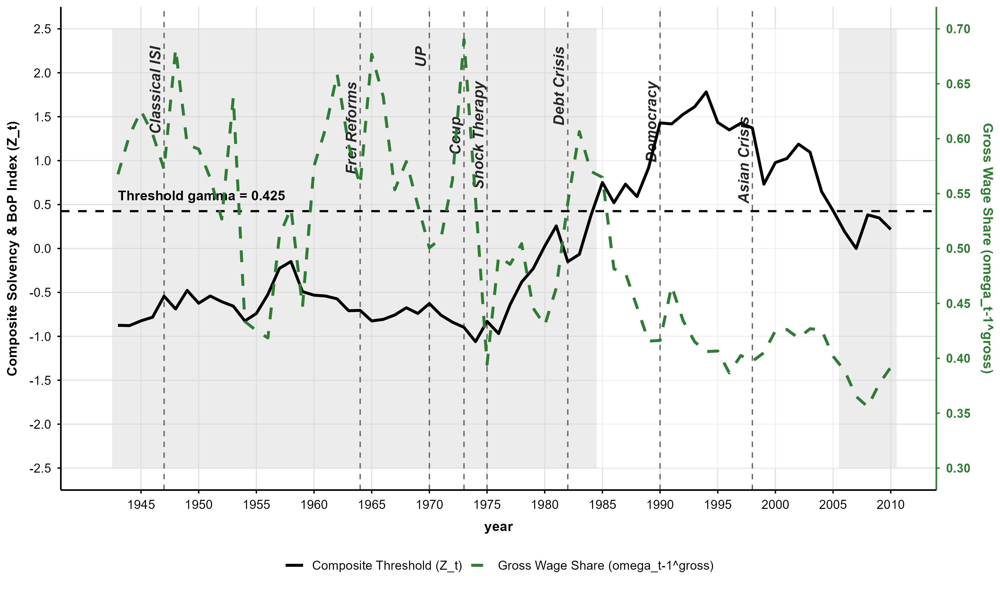 Composite Solvency & BoP Index (Z_t)
2.5
2.0
1.5
1.0
0.5
0.0
-0.5
-1.0
-1.5
-2.0
-2.5
Classical ISI
Frei Reforms
UP
Coup
Shock Therapy
Debt Crisis
Democracy
Asian Crisis
Threshold gamma = 0.425
0.70
0.65
0.60
0.55
0.50
0.45
0.40
0.35
0.30
Gross Wage Share (omega_t-1^gross)
1945 1950 1955 1960 1965 1970 1975 1980 1985 1990 1995 2000 2005 2010
year
Composite Threshold (Z_t) Gross Wage Share (omega_t-1^gross)